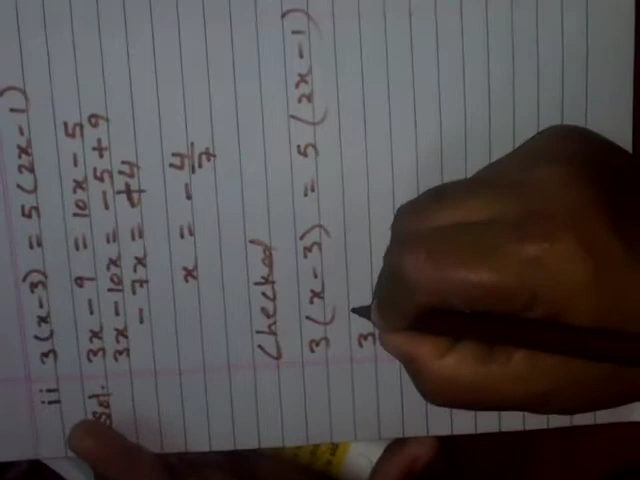 ii 3(x-3) = 5(2x-1)
Sol. 3x - 9 = 10x - 5
3x - 10x = -5 + 9
- 7x = +4
x = - 4/7
Checked
3(x-3) = 5(2x-1)
3